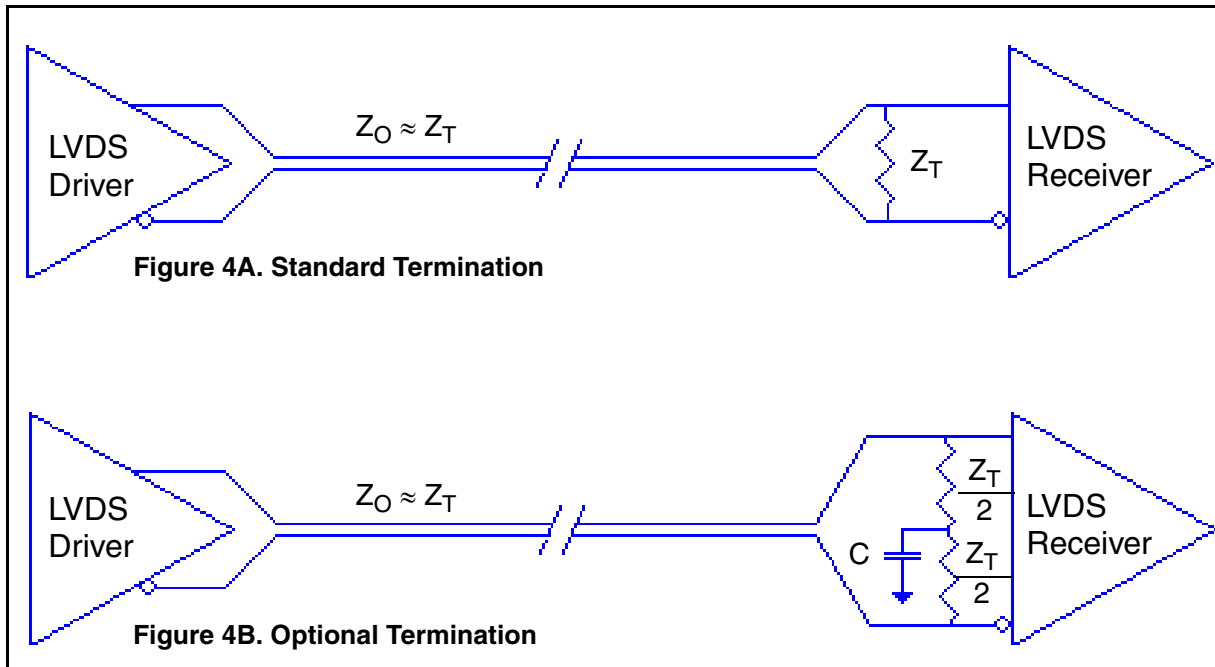 LVDS
Driver
Z_O ≈ Z_T
Z_T
LVDS
Receiver
Figure 4A. Standard Termination
LVDS
Driver
Z_O ≈ Z_T
C
Z_T
2
Z_T
2
LVDS
Receiver
Figure 4B. Optional Termination